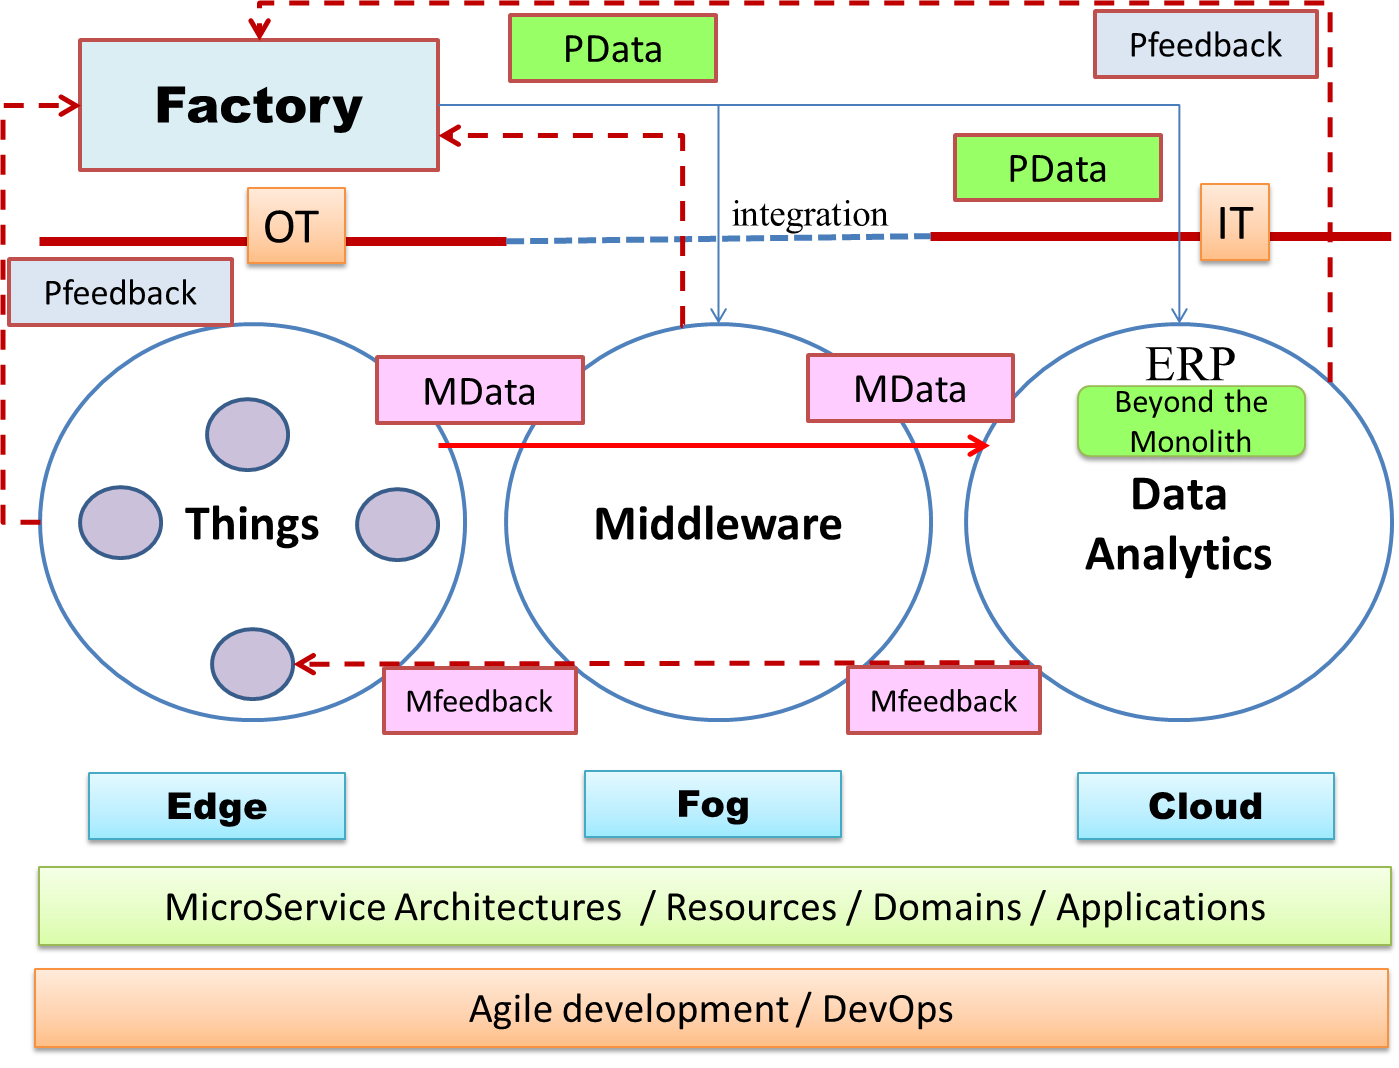 PData
Pfeedback
Factory
PData
integration
OT
IT
Pfeedback
MData
MData
ERP
Beyond the
Monolith
Things
Middleware
Data
Analytics
Mfeedback
Mfeedback
Edge
Fog
Cloud
MicroService Architectures / Resources / Domains / Applications
Agile development / DevOps